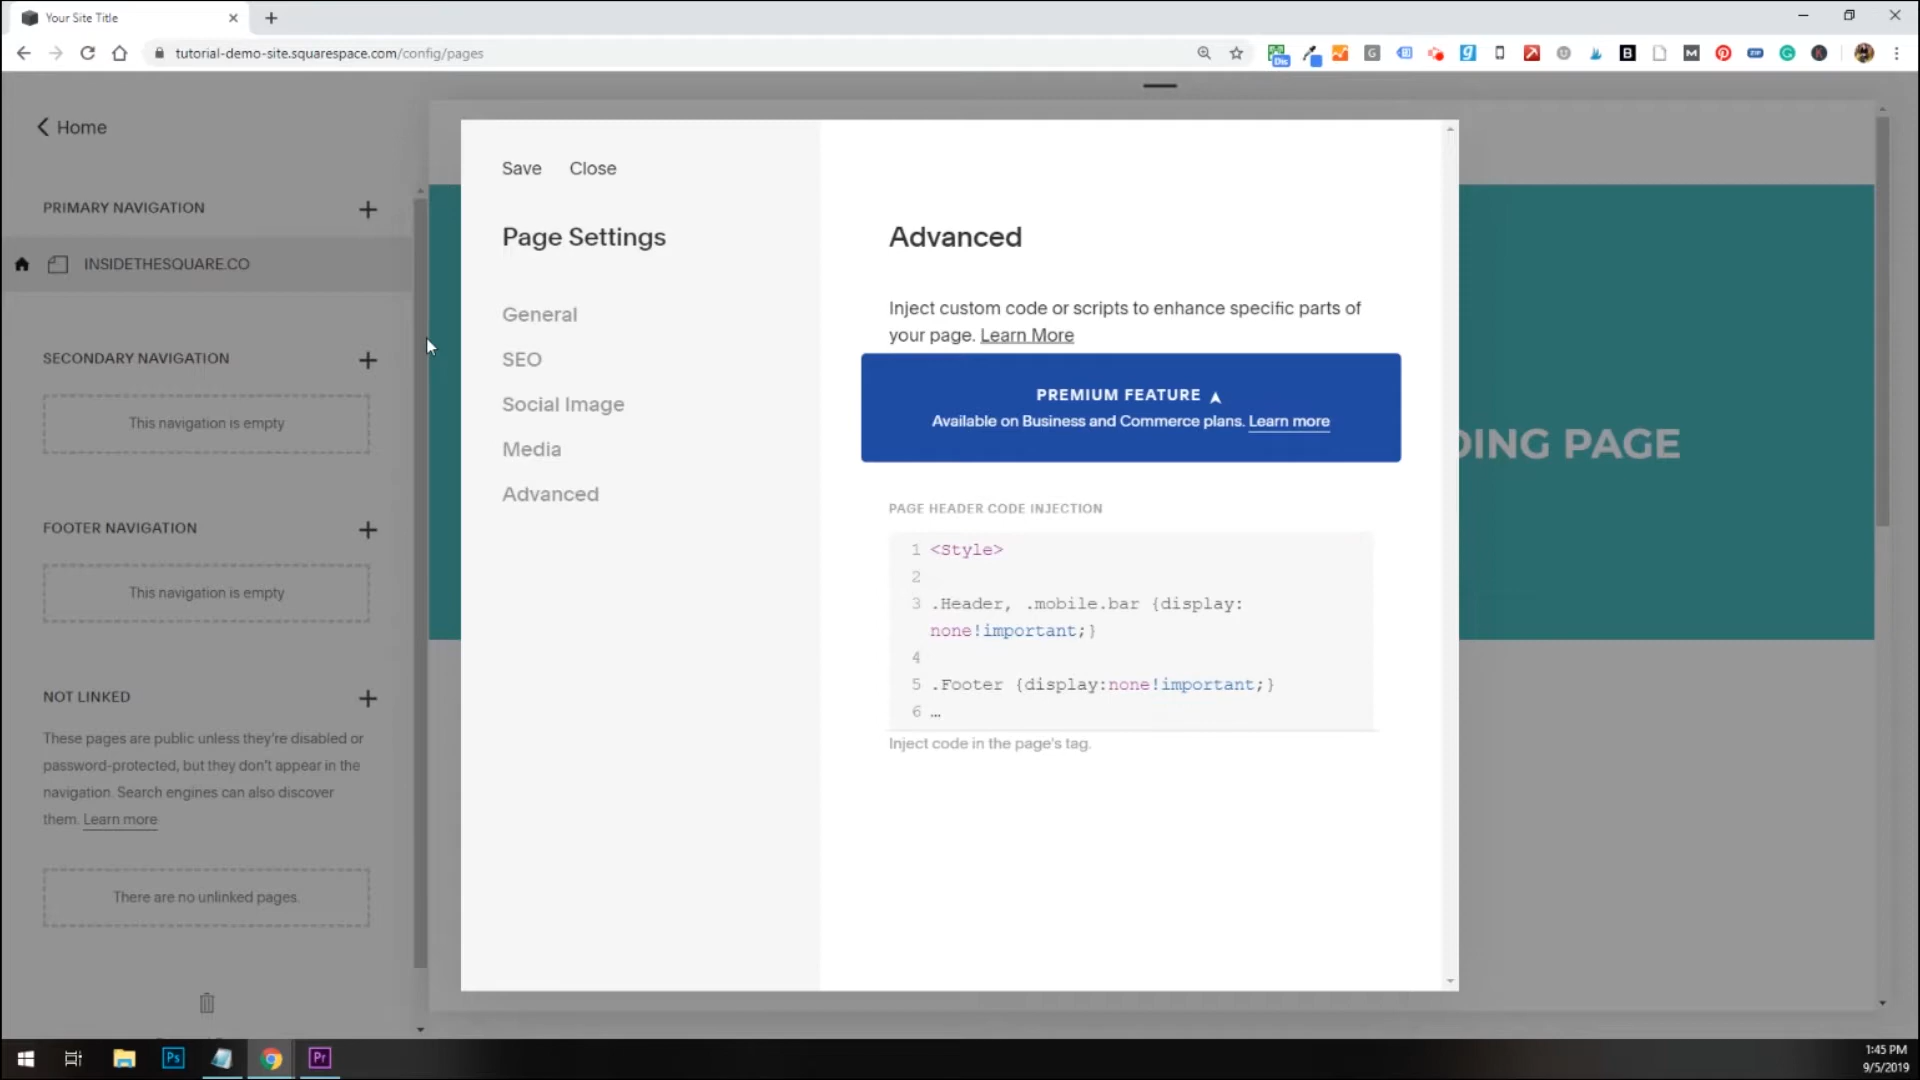 Your Site Title
tutorial-demo-site.squarespace.com/config/pages
Home
PRIMARY NAVIGATION
INSIDETHESQUARE.CO
SECONDARY NAVIGATION
This navigation is empty
FOOTER NAVIGATION
This navigation is empty
NOT LINKED
These pages are public unless they're disabled or
password-protected, but they don't appear in the
navigation. Search engines can also discover
them. Learn more
There are no unlinked pages.
Save Close
Page Settings
General
SEO
Social Image
Media
Advanced
Advanced
Inject custom code or scripts to enhance specific parts of
your page. Learn More
PREMIUM FEATURE
Available on Business and Commerce plans. Learn more
PAGE HEADER CODE INJECTION
1 <Style>
2
3 .Header, .mobile.bar {display:
none!important;}
4
5 .Footer {display:none!important;}
6 …
Inject code in the page's tag.
DING PAGE
Ps
Pr
1:45 PM
9/5/2019